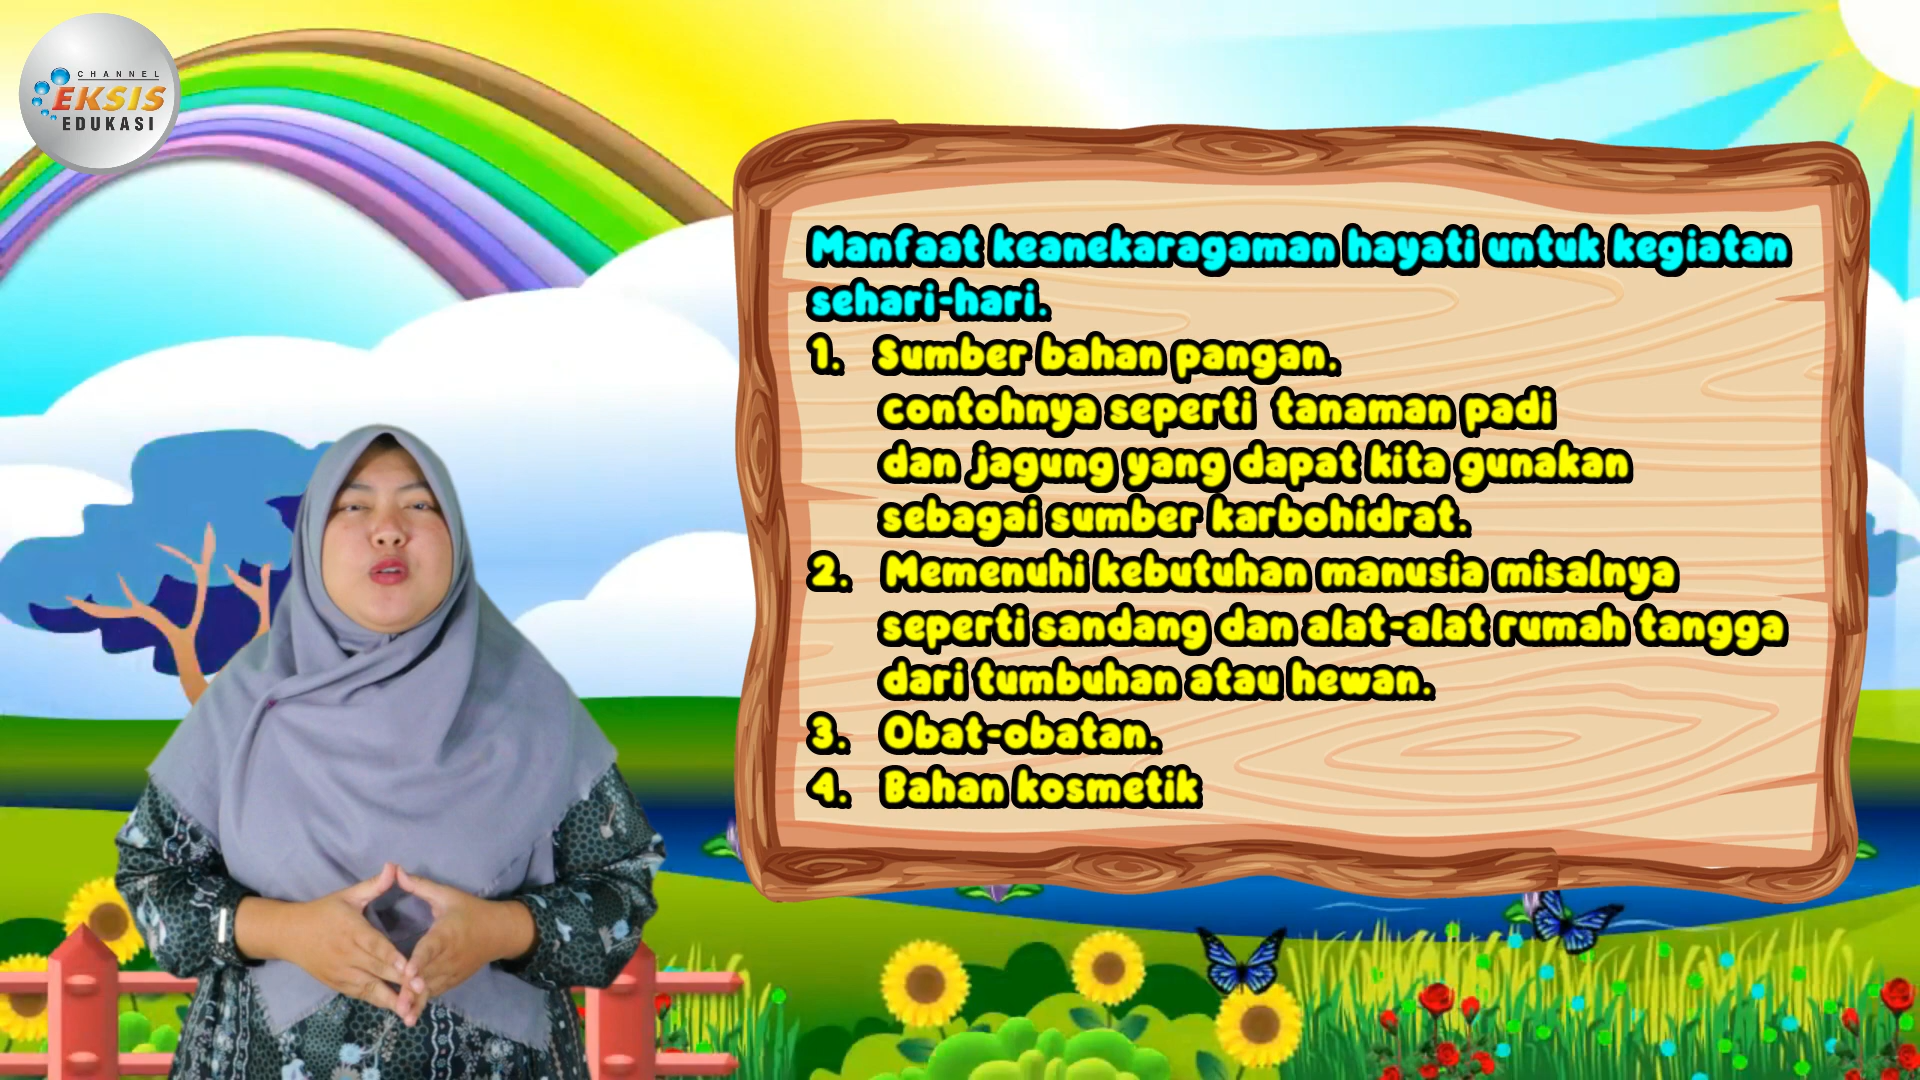 CHANNEL
EKSIS
EDUKASI
Manfaat keanekaragaman hayati untuk kegiatan
sehari-hari.
1. Sumber bahan pangan.
contohnya seperti tanaman padi
dan jagung yang dapat kita gunakan
sebagai sumber karbohidrat.
2. Memenuhi kebutuhan manusia misalnya
seperti sandang dan alat-alat rumah tangga
dari tumbuhan atau hewan.
3. Obat-obatan.
4. Bahan kosmetik